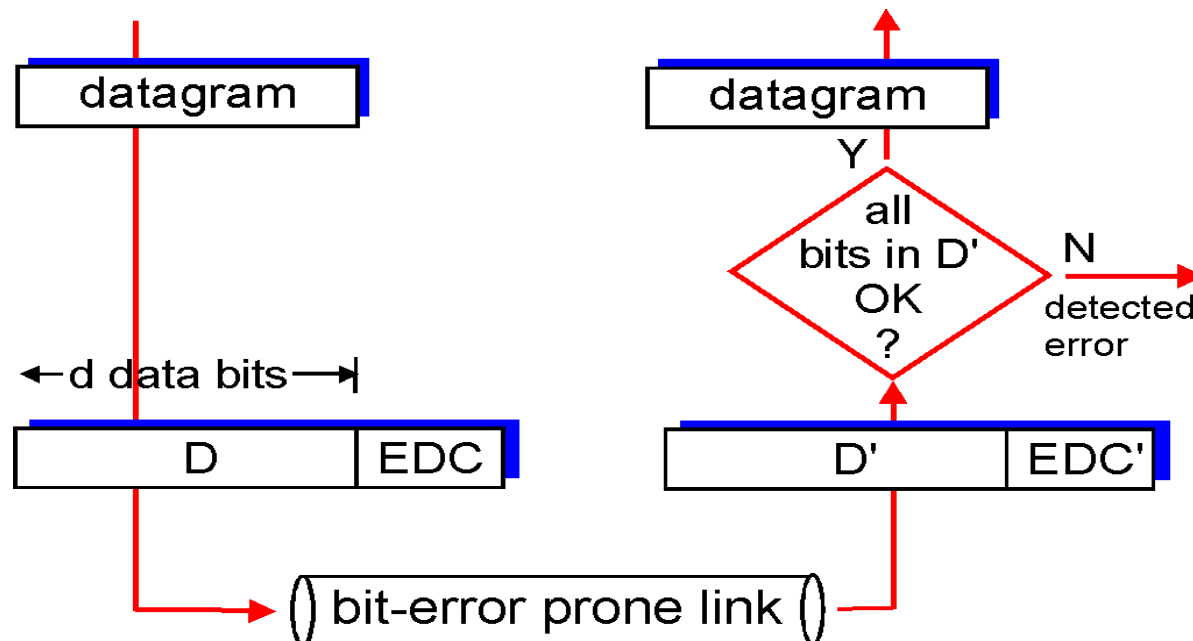 datagram
d data bits
D
EDC
bit-error prone link
datagram
Y
all
bits in D'
OK
?
N
detected
error
D'
EDC'